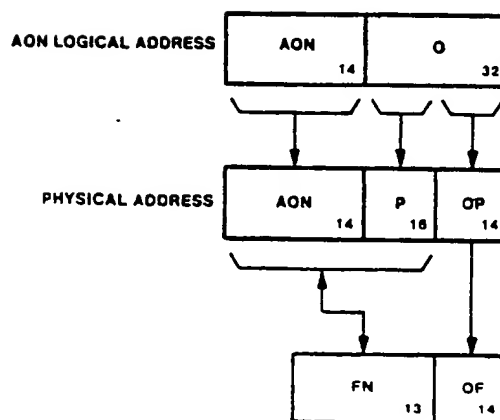 AON LOGICAL ADDRESS
AON 14
O 32
PHYSICAL ADDRESS
AON 14
P 16
OP 14
FN 13
OF 14